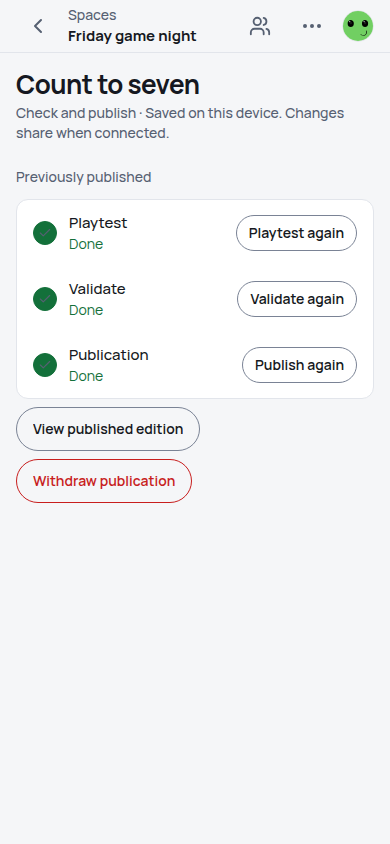 Spaces
Friday game night
Count to seven
Check and publish · Saved on this device. Changes
share when connected.
Previously published
Playtest
Done
Playtest again
Validate
Done
Validate again
Publication
Done
Publish again
View published edition
Withdraw publication